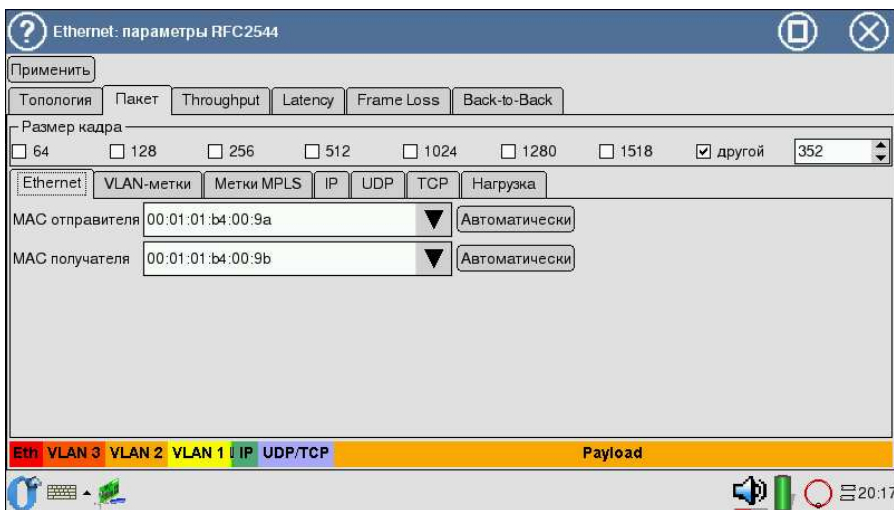 Ethernet: параметры RFC2544
Применить
Топология Пакет Throughput Latency Frame Loss Back-to-Back
Размер кадра
64 128 256 512 1024 1280 1518 другой 352
Ethernet VLAN-метки Метки MPLS IP UDP TCP Нагрузка
MAC отправителя 00:01:01:b4:00:9a Автоматически
MAC получателя 00:01:01:b4:00:9b Автоматически
Eth VLAN 3 VLAN 2 VLAN 1 IP UDP/TCP Payload
20:17